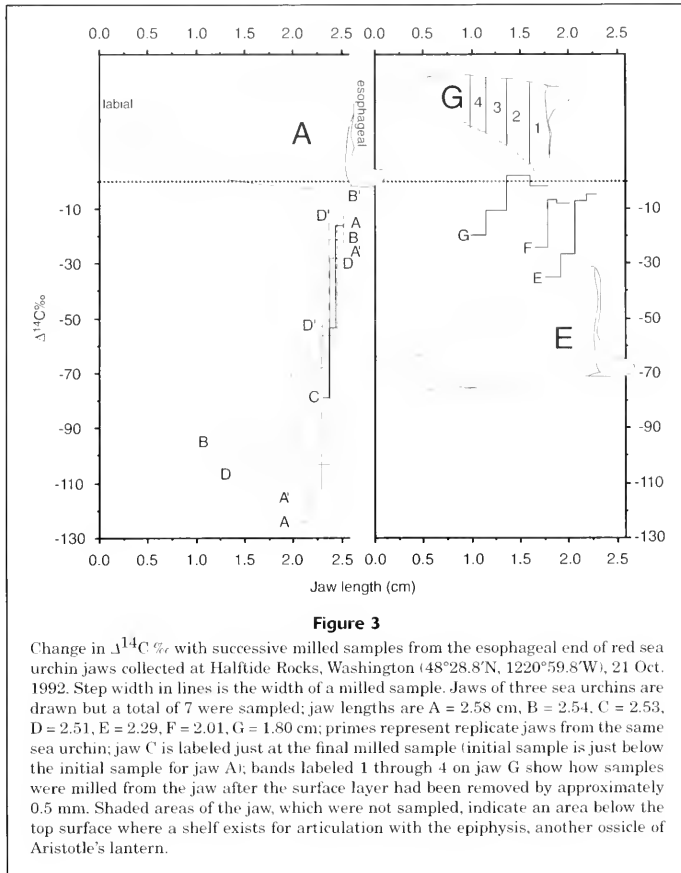 0.0 0.5 1.0 1.5 2.0 2.5
0.0 0.5 1.0 1.5 2.0 2.5
labial
A
esophageal
G
4
3
2
1
B'
D'
A
B
A'
D
D'
C
B
D
A'
A
G
F
E
E
Δ14C‰
-10
-30
-50
-70
-90
-110
-130
-10
-30
-50
-70
-90
-110
-130
0.0 0.5 1.0 1.5 2.0 2.5
0.0 0.5 1.0 1.5 2.0 2.5
Jaw length (cm)
Figure 3
Change in Δ14C ‰ with successive milled samples from the esophageal end of red sea
urchin jaws collected at Halftide Rocks, Washington (48°28.8′N, 1220°59.8′W), 21 Oct.
1992. Step width in lines is the width of a milled sample. Jaws of three sea urchins are
drawn but a total of 7 were sampled; jaw lengths are A = 2.58 cm, B = 2.54, C = 2.53,
D = 2.51, E = 2.29, F = 2.01, G = 1.80 cm; primes represent replicate jaws from the same
sea urchin; jaw C is labeled just at the final milled sample (initial sample is just below
the initial sample for jaw A); bands labeled 1 through 4 on jaw G show how samples
were milled from the jaw after the surface layer had been removed by approximately
0.5 mm. Shaded areas of the jaw, which were not sampled, indicate an area below the
top surface where a shelf exists for articulation with the epiphysis, another ossicle of
Aristotle's lantern.